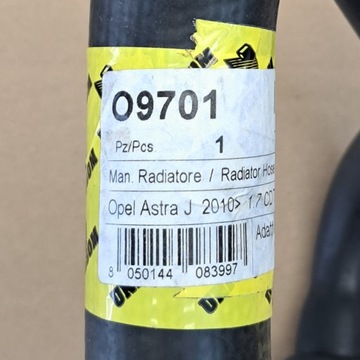 O9701
Pz/Pcs 1
Man. Radiatore / Radiator Hose
Opel Astra J 2010> 1.7 CDT
Adatt
8 050144 083997